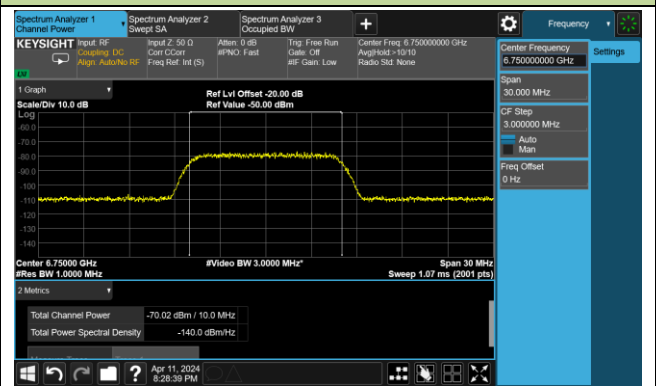 Spectrum Analyzer 1
Channel Power
Spectrum Analyzer 2
Swept SA
Spectrum Analyzer 3
Occupied BW
Frequency
KEYSIGHT
Input: RF
Coupling: DC
Align: Auto/No RF
Input Z: 50 Ω
Corr CCorr
Freq Ref: Int (S)
Atten: 0 dB
#PNO: Fast
Trig: Free Run
Gate: Off
#IF Gain: Low
Center Freq: 6.750000000 GHz
Avg|Hold:>10/10
Radio Std: None
Center Frequency
6.750000000 GHz
Settings
Span
30.000 MHz
CF Step
3.000000 MHz
Auto
Man
Freq Offset
0 Hz
1 Graph
Scale/Div 10.0 dB
Ref Lvl Offset -20.00 dB
Ref Value -50.00 dBm
Log
-60.0
-70.0
-80.0
-90.0
-100
-110
-120
-130
-140
Center 6.75000 GHz
#Video BW 3.0000 MHz*
Span 30 MHz
#Res BW 1.0000 MHz
Sweep 1.07 ms (2001 pts)
2 Metrics
Total Channel Power
-70.02 dBm / 10.0 MHz
Total Power Spectral Density
-140.0 dBm/Hz
Apr 11, 2024
8:28:39 PM